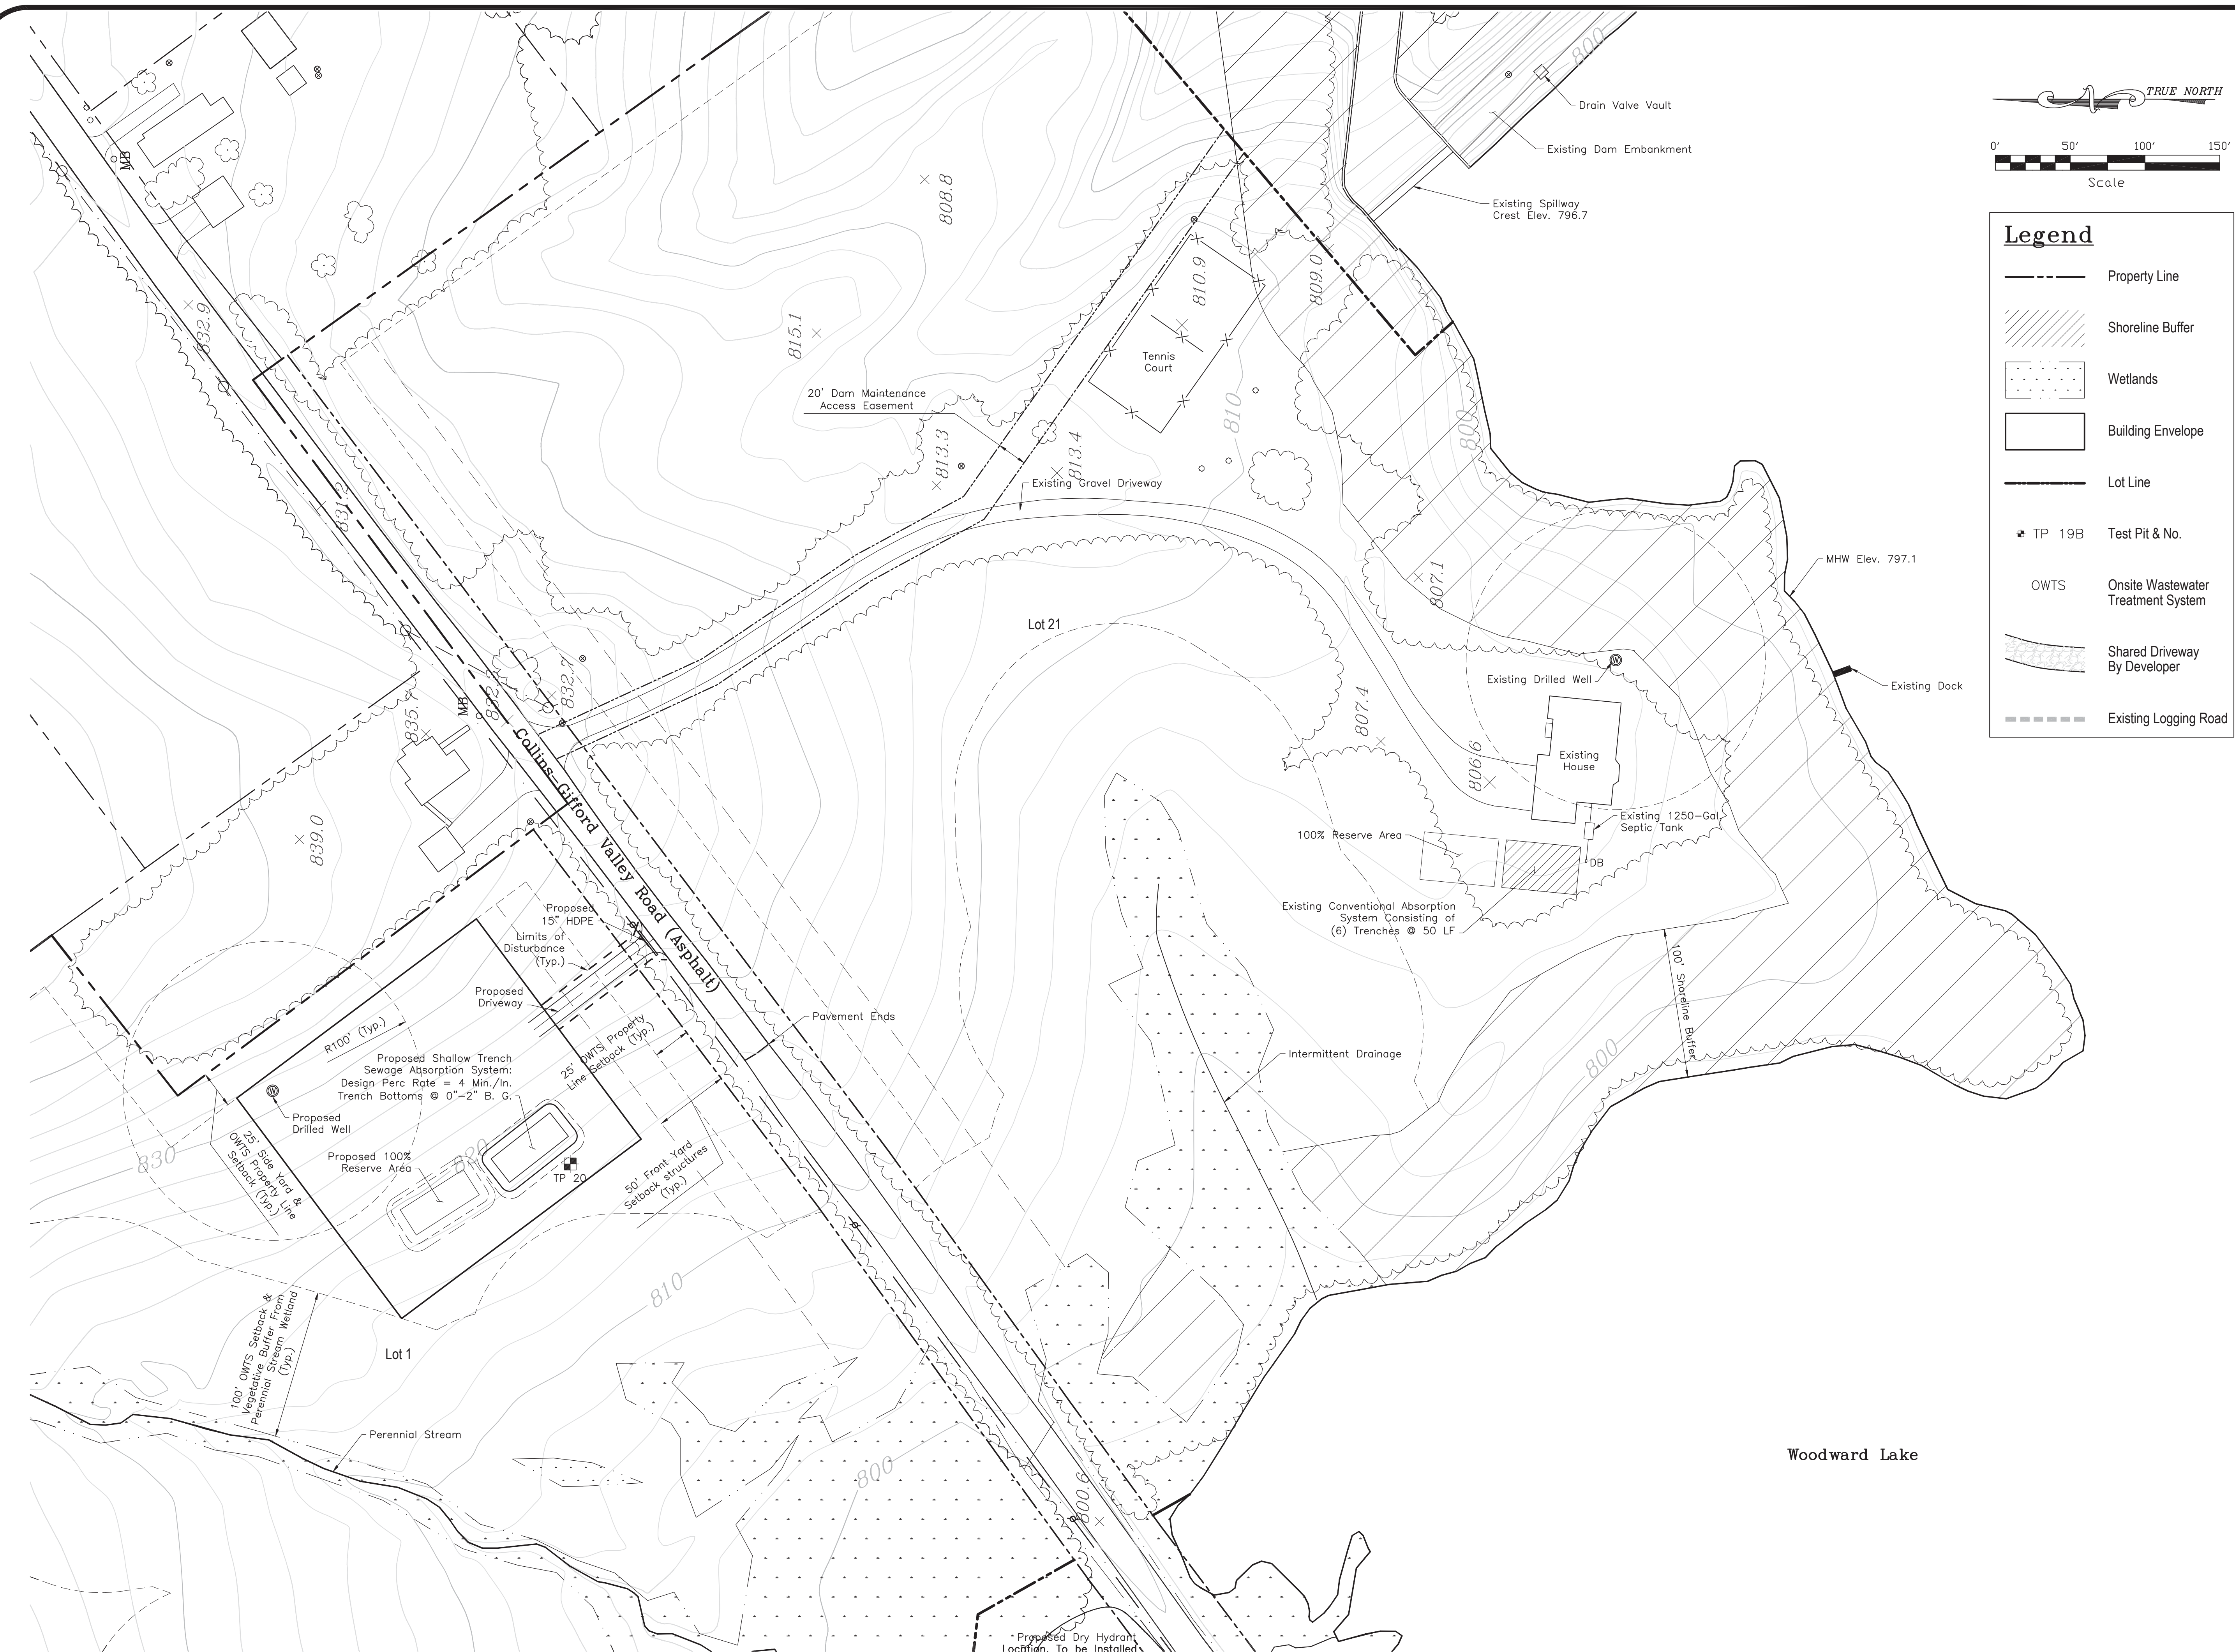 Drain Valve Vault
Existing Dam Embankment
Existing Spillway
Crest Elev. 796.7
800
TRUE NORTH
0'
50'
100'
150'
Scale
Legend
Property Line
Shoreline Buffer
Wetlands
Building Envelope
Lot Line
TP 19B
Test Pit & No.
OWTS
Onsite Wastewater
Treatment System
Shared Driveway
By Developer
Existing Logging Road
MB
832.9
808.8
815.1
810.9
809.0
Tennis
Court
20' Dam Maintenance
Access Easement
813.3
813.4
810
800
831.2
Existing Gravel Driveway
MHW Elev. 797.1
807.1
Lot 21
Existing Drilled Well
W
Existing Dock
832.7
MB
835.7
807.4
806.6
Existing
House
Collins-Gifford Valley Road (Asphalt)
839.0
Existing 1250-Gal
Septic Tank
100% Reserve Area
DB
Existing Conventional Absorption
System Consisting of
(6) Trenches @ 50 LF
Proposed
15" HDPE
Limits of
Disturbance
(Typ.)
Proposed
Driveway
Pavement Ends
100' Shoreline Buffer
R100' (Typ.)
25' OWTS Property
Line Setback (Typ.)
Proposed Shallow Trench
Sewage Absorption System:
Design Perc Rate = 4 Min./In.
Trench Bottoms @ 0"-2" B. G.
Intermittent Drainage
800
W
Proposed
Drilled Well
830
820
25' Side Yard &
OWTS Property Line
Setback (Typ.)
Proposed 100%
Reserve Area
TP 20
50' Front Yard
Setback structures
(Typ.)
810
100' OWTS Setback &
Vegetative Buffer From
Perennial Stream Wetland
(Typ.)
Lot 1
Perennial Stream
800
800.6
Woodward Lake
Proposed Dry Hydrant
Location. To be Installed